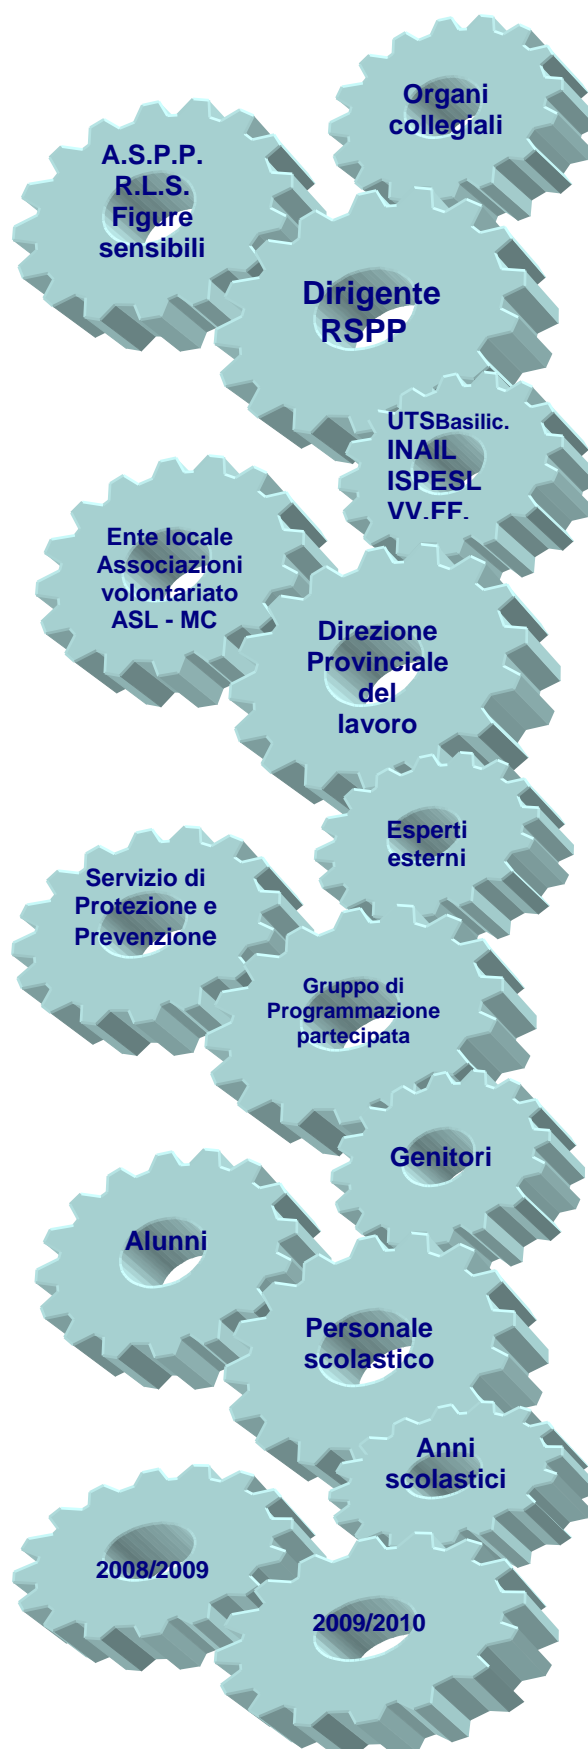 Organi
collegiali
A.S.P.P.
R.L.S.
Figure
sensibili
Dirigente
RSPP
UTSBasilic.
INAIL
ISPESL
VV.FF.
Ente locale
Associazioni
volontariato
ASL - MC
Direzione
Provinciale
del
lavoro
Esperti
esterni
Servizio di
Protezione e
Prevenzione
Gruppo di
Programmazione
partecipata
Genitori
Alunni
Personale
scolastico
Anni
scolastici
2008/2009
2009/2010